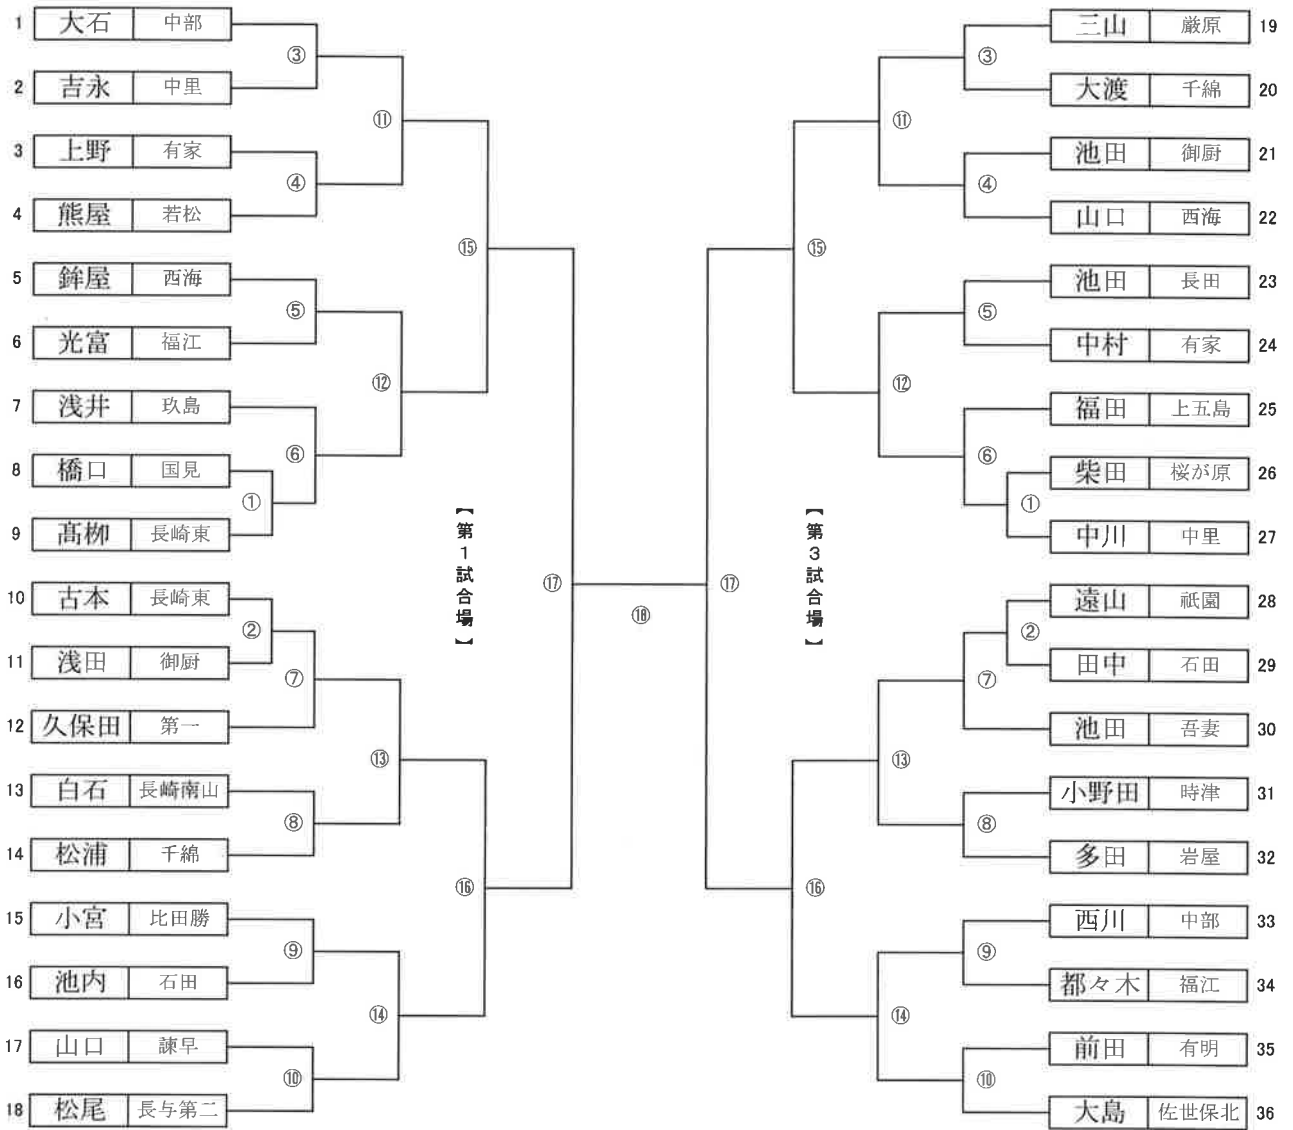 1 大石 中部
③
2 吉永 中里
⑪
3 上野 有家
④
4 熊屋 若松
⑮
5 鉾屋 西海
⑤
6 光富 福江
⑫
7 浅井 玖島
⑥
8 橋口 国見
①
9 髙栁 長崎東
【第1試合場】
⑰
10 古本 長崎東
②
11 浅田 御厨
⑦
12 久保田 第一
⑬
13 白石 長崎南山
⑧
14 松浦 千綿
⑯
15 小宮 比田勝
⑨
16 池内 石田
⑭
17 山口 諫早
⑩
18 松尾 長与第二
⑱
三山 厳原 19
③
大渡 千綿 20
⑪
池田 御厨 21
④
山口 西海 22
⑮
池田 長田 23
⑤
中村 有家 24
⑫
福田 上五島 25
⑥
柴田 桜が原 26
①
中川 中里 27
【第3試合場】
⑰
遠山 祇園 28
②
田中 石田 29
⑦
池田 吾妻 30
⑬
小野田 時津 31
⑧
多田 岩屋 32
⑯
西川 中部 33
⑨
都々木 福江 34
⑭
前田 有明 35
⑩
大島 佐世保北 36